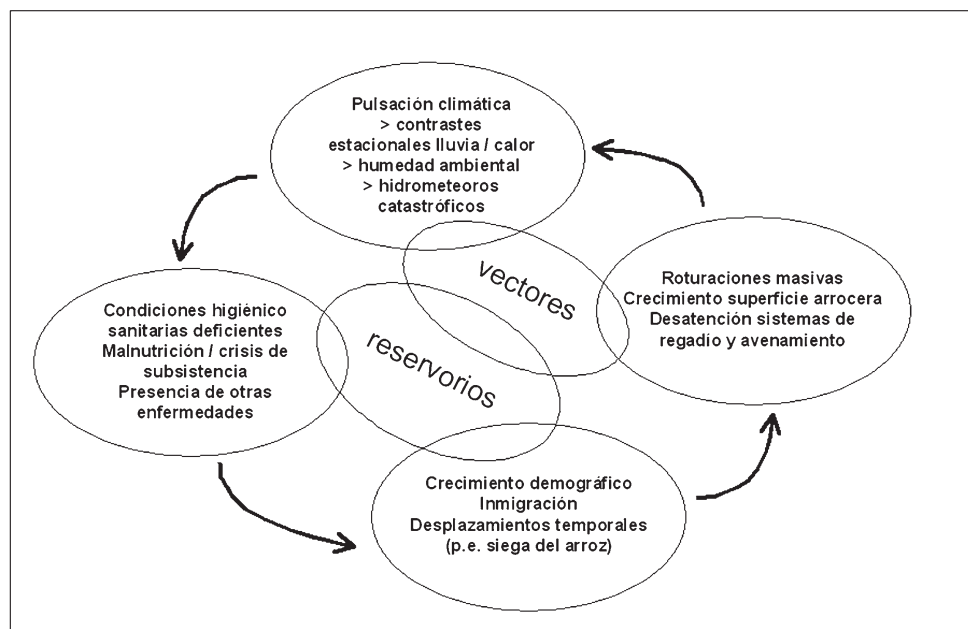 Pulsación climática
> contrastes
estacionales lluvia / calor
> humedad ambiental
> hidrometeoros
catastróficos
vectores
Roturaciones masivas
Crecimiento superficie arrocera
Desatención sistemas de
regadío y avenamiento
Condiciones higiénico
sanitarias deficientes
Malnutrición / crisis de
subsistencia
Presencia de otras
enfermedades
reservorios
Crecimiento demográfico
Inmigración
Desplazamientos temporales
(p.e. siega del arroz)